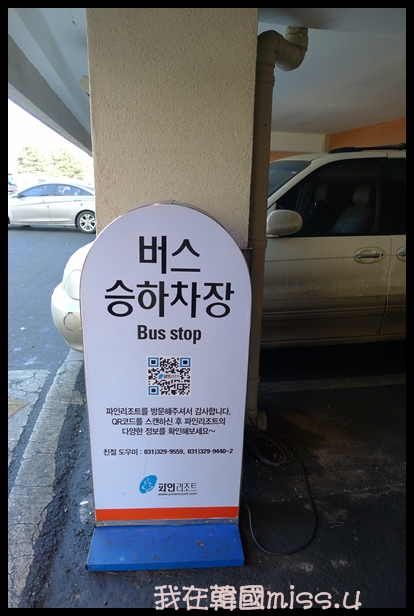 버스
승하차장
Bus stop
파인리조트를 방문해주셔서 감사합니다.
QR코드를 스캔하신 후 파인리조트의
다양한 정보를 확인해보세요~
친절 도우미 : 031)329-9559, 031)329-9440~2
파인리조트
www.pineresort.com
我在韓國miss.u